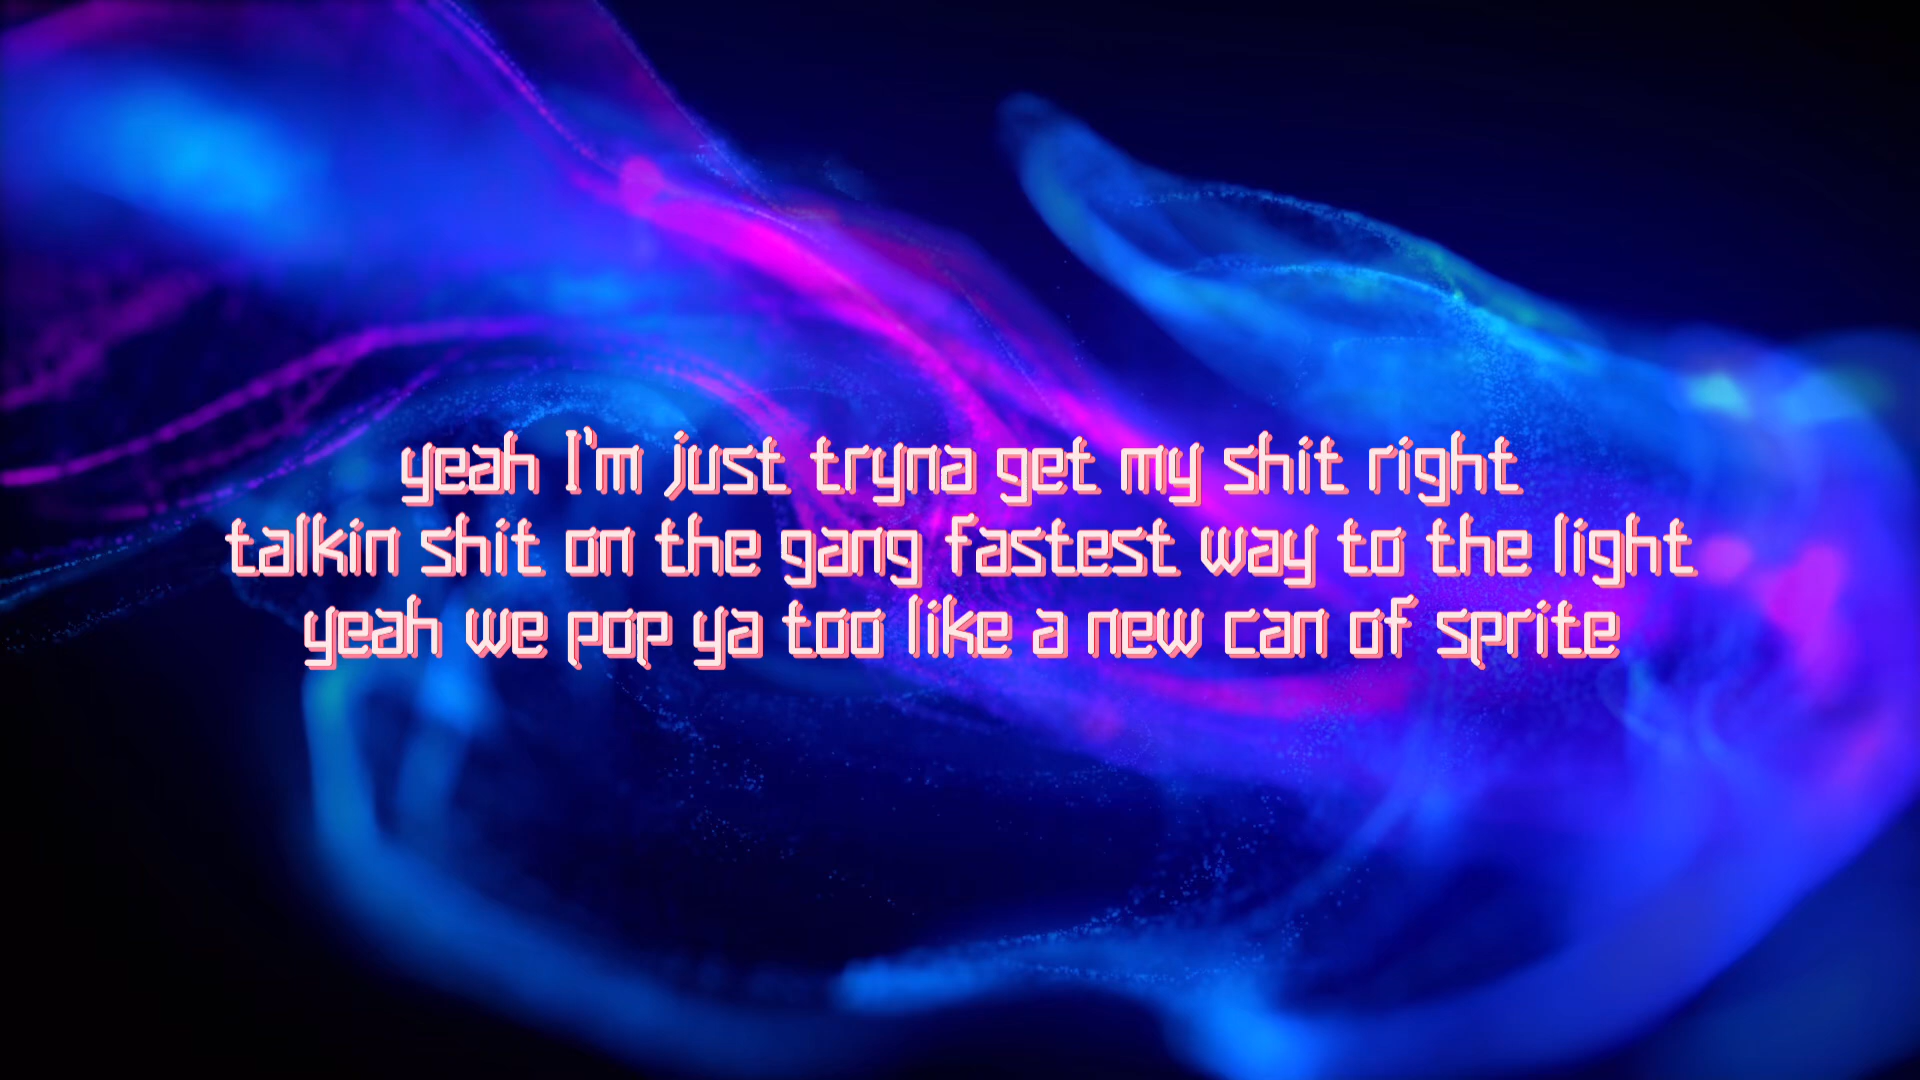 yeah I'm just tryna get my shit right
talkin shit on the gang fastest way to the light
yeah we pop ya too like a new can of sprite